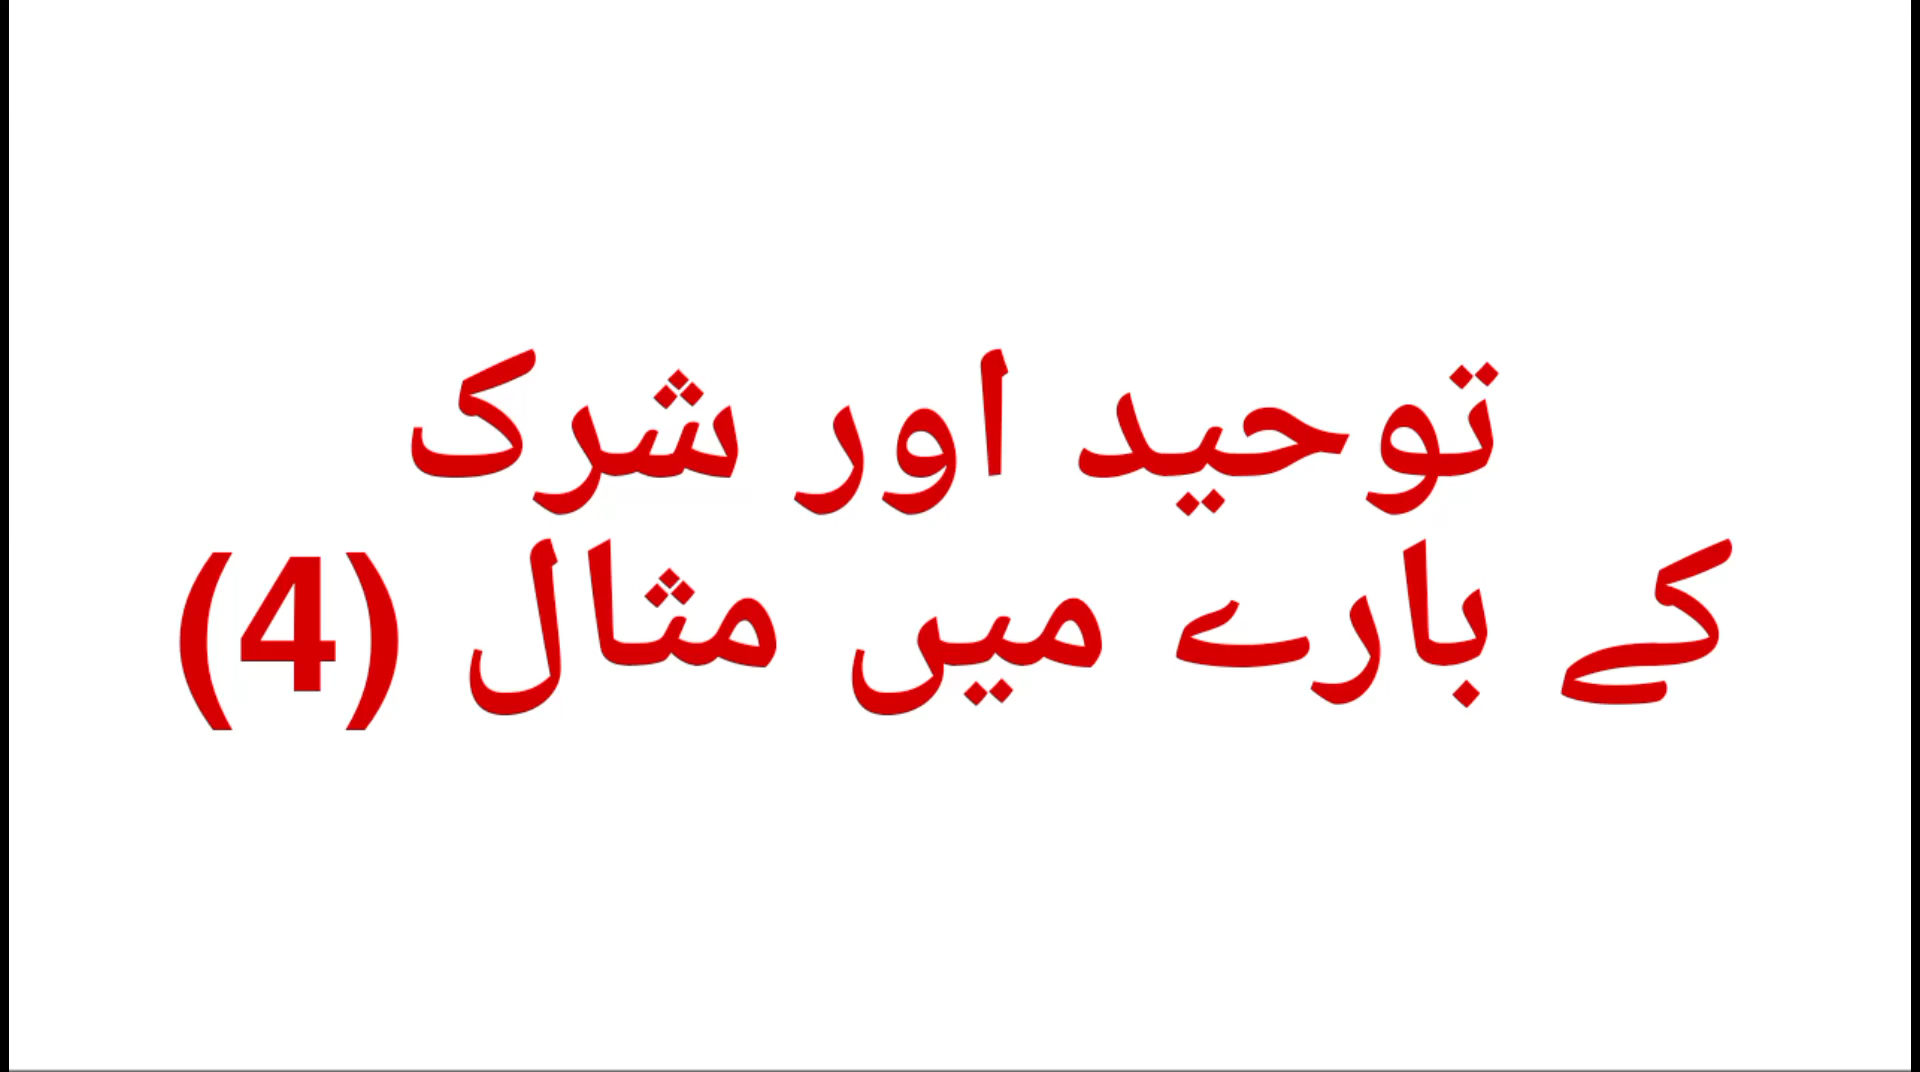 توحید اور شرک
کے بارے میں مثال (4)